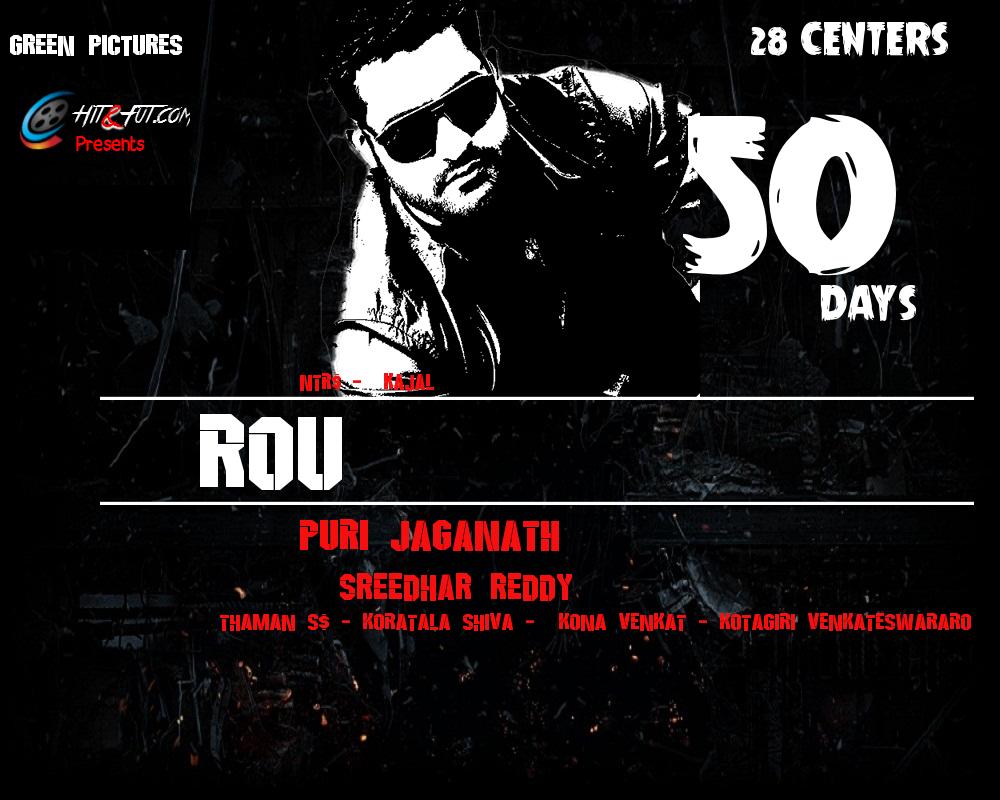 GREEN PICTURES
28 CENTERS
HIT&FUT.COM
Presents
50
DAYS
NTRS - KAJAL
ROU
PURI JAGANATH
SREEDHAR REDDY
THAMAN S$ - KORATALA SHIVA - KONA VENKAT - KOTAGIRI VENKATESWARARO